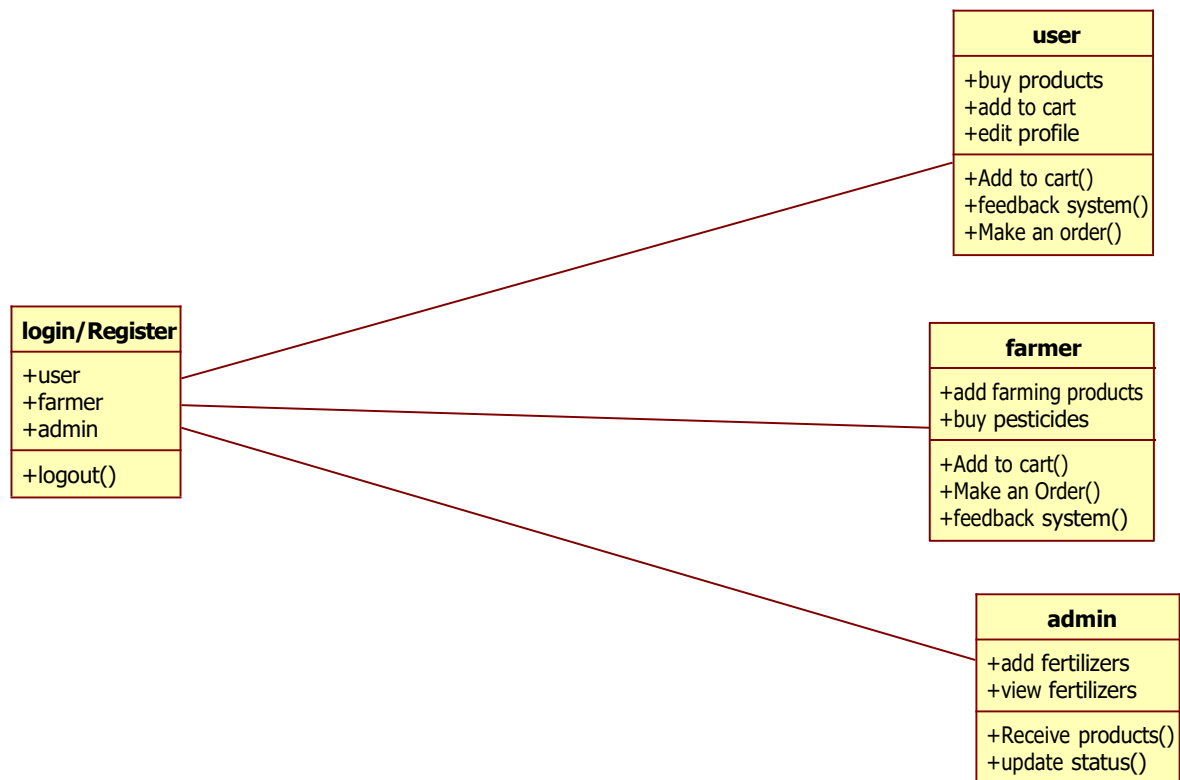 user
+buy products
+add to cart
+edit profile
+Add to cart()
+feedback system()
+Make an order()
login/Register
+user
+farmer
+admin
+logout()
farmer
+add farming products
+buy pesticides
+Add to cart()
+Make an Order()
+feedback system()
admin
+add fertilizers
+view fertilizers
+Receive products()
+update status()